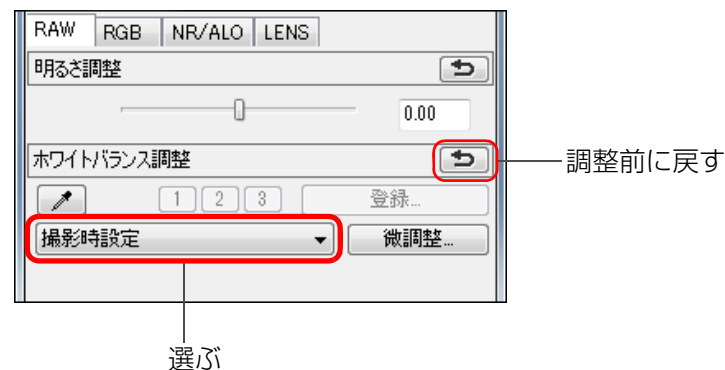 RAW RGB NR/ALO LENS
明るさ調整
0.00
ホワイトバランス調整
調整前に戻す
1 2 3 登録...
撮影時設定 微調整...
選ぶ